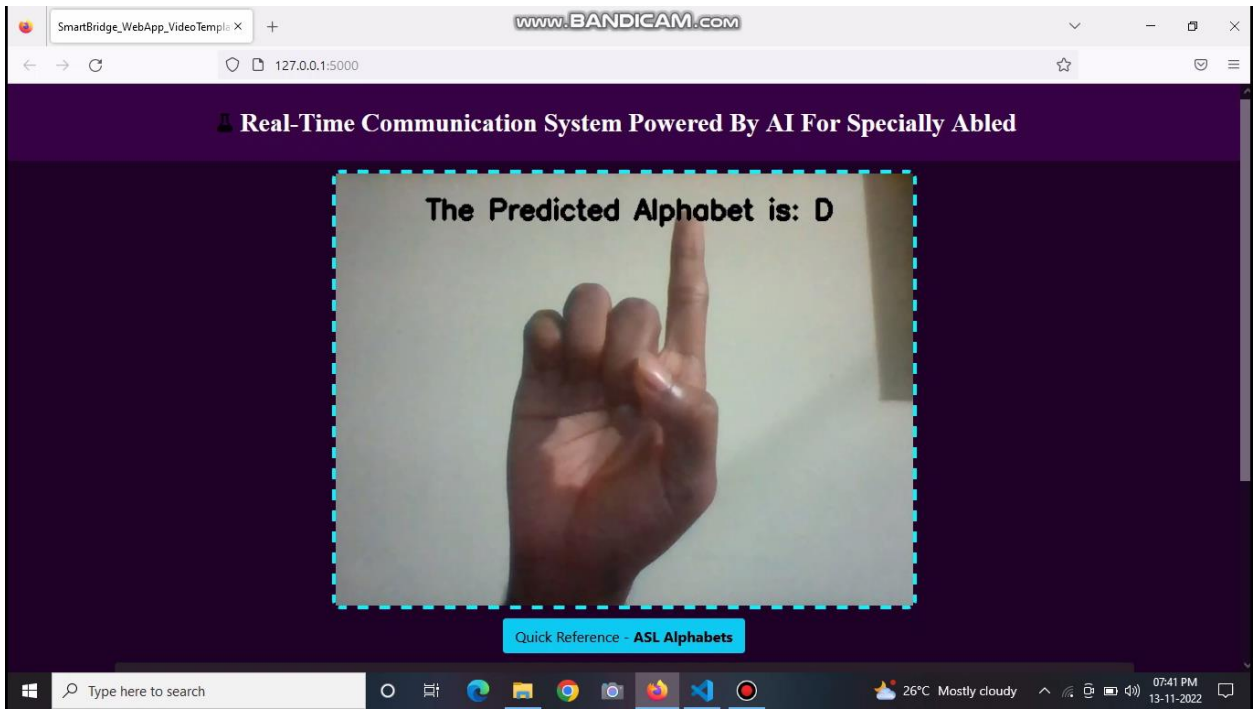 www.BANDICAM.com
SmartBridge_WebApp_VideoTempla
127.0.0.1:5000
Real-Time Communication System Powered By AI For Specially Abled
The Predicted Alphabet is: D
Quick Reference - ASL Alphabets
Type here to search
26°C Mostly cloudy
07:41 PM
13-11-2022